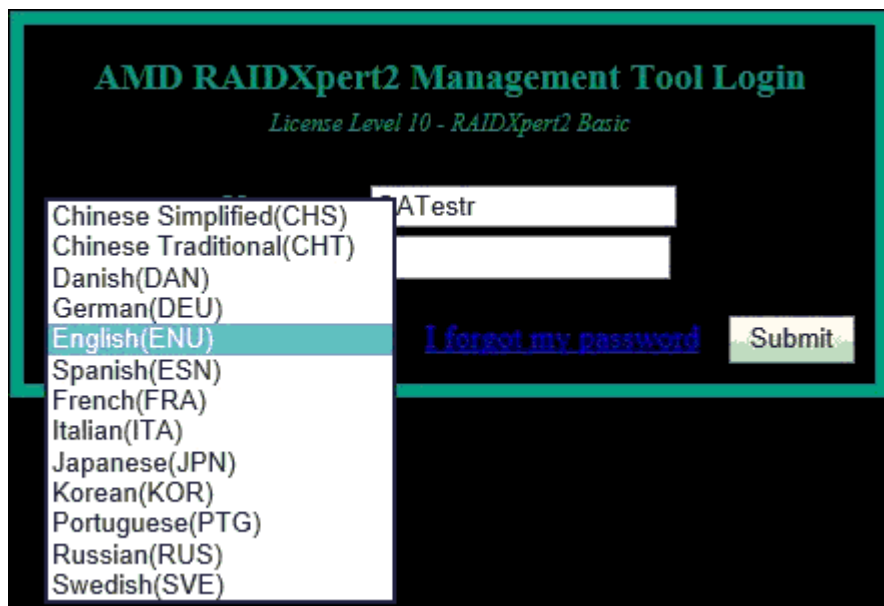 AMD RAIDXpert2 Management Tool Login
License Level 10 - RAIDXpert2 Basic
ATestr
I forgot my password
Submit
Chinese Simplified(CHS)
Chinese Traditional(CHT)
Danish(DAN)
German(DEU)
English(ENU)
Spanish(ESN)
French(FRA)
Italian(ITA)
Japanese(JPN)
Korean(KOR)
Portuguese(PTG)
Russian(RUS)
Swedish(SVE)